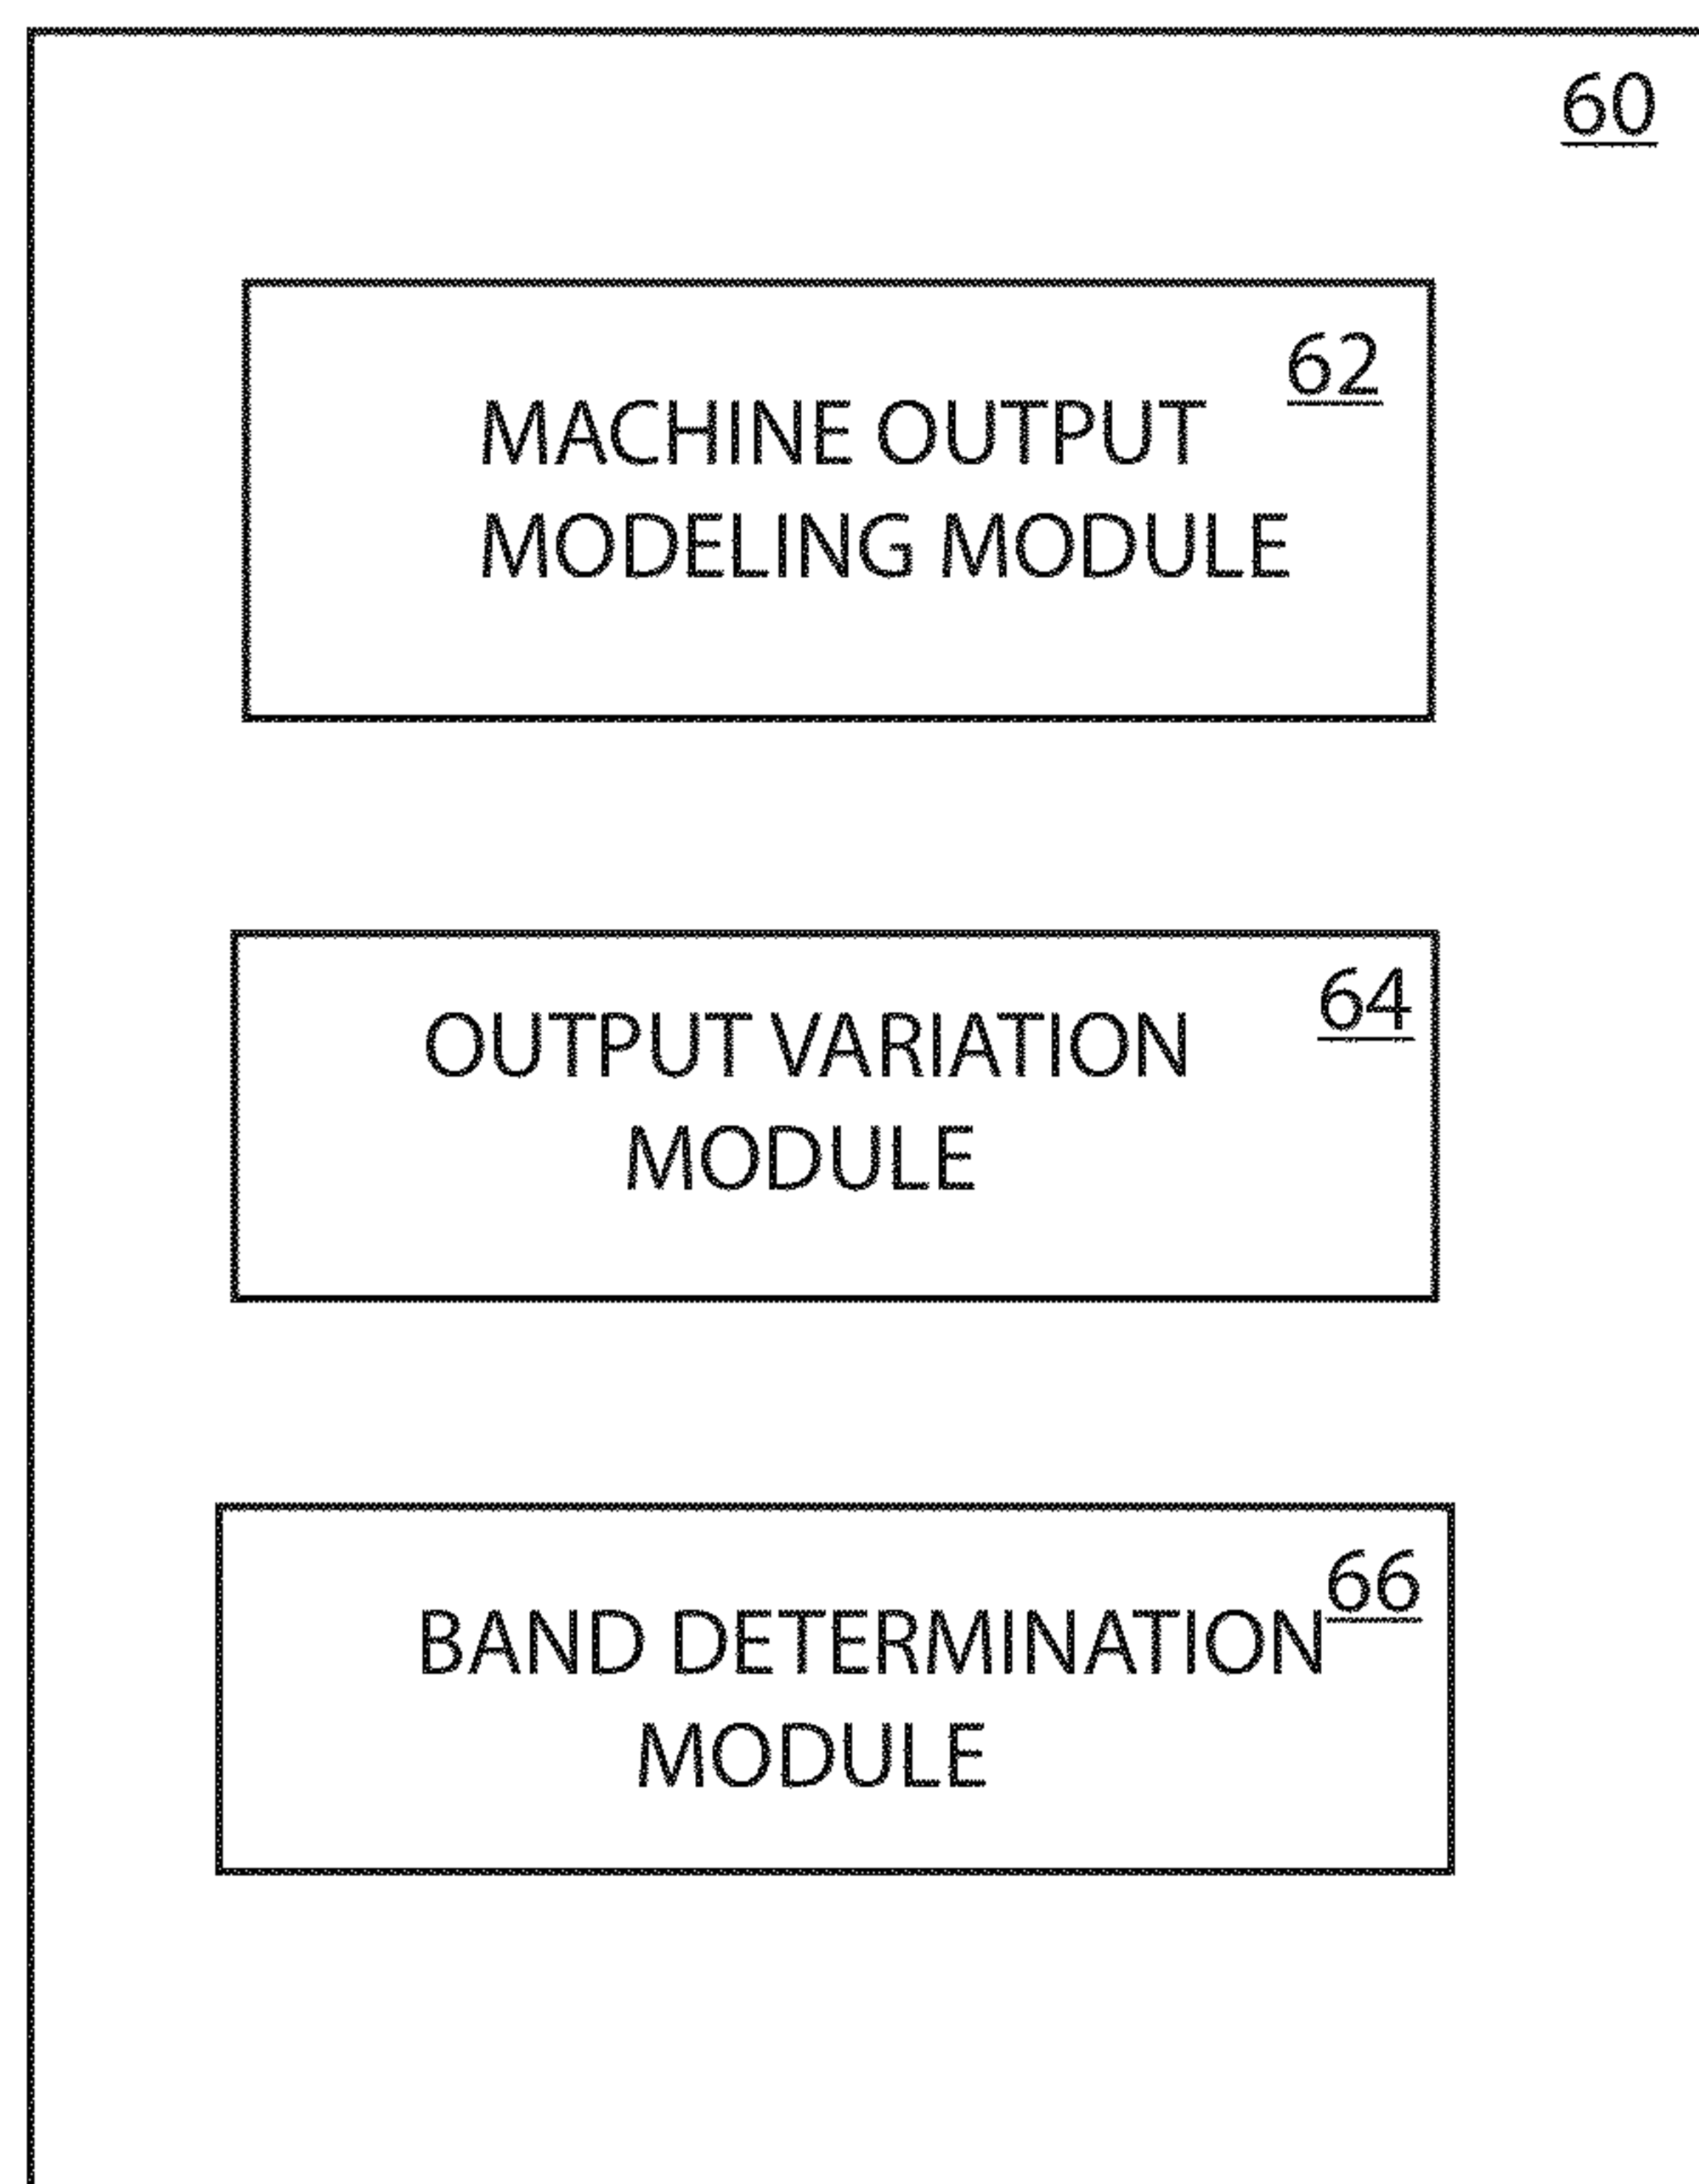 60
62
MACHINE OUTPUT
MODELING MODULE
64
OUTPUT VARIATION
MODULE
66
BAND DETERMINATION
MODULE